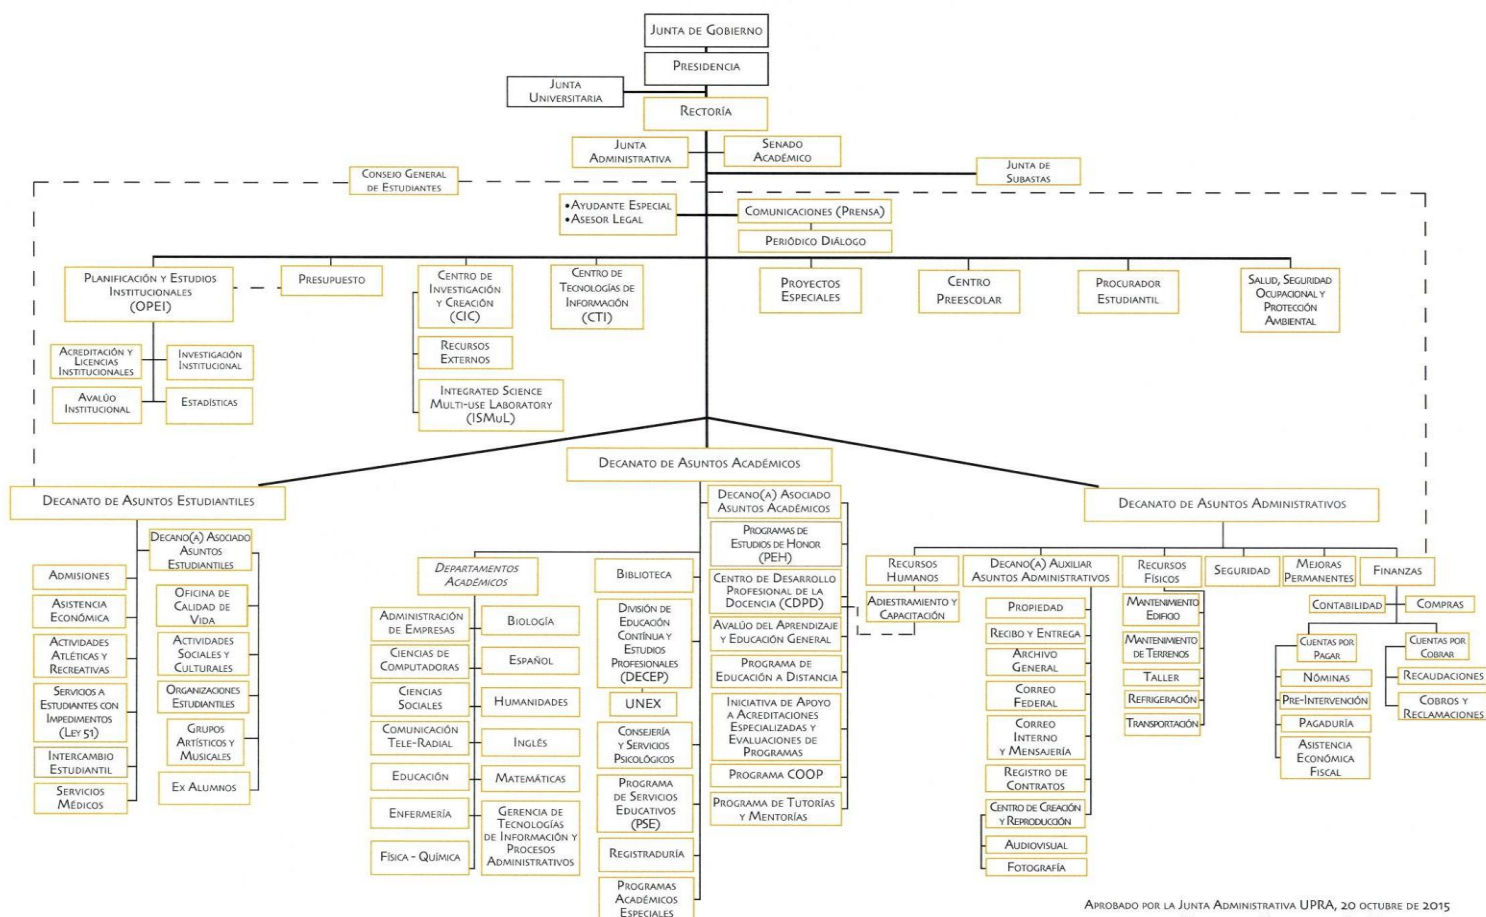 JUNTA DE GOBIERNO
PRESIDENCIA
JUNTA
UNIVERSITARIA
RECTORÍA
JUNTA
ADMINISTRATIVA
SENADO
ACADÉMICO
JUNTA DE
SUBASTAS
CONSEJO GENERAL
DE ESTUDIANTES
•AYUDANTE ESPECIAL
•ASESOR LEGAL
COMUNICACIONES (PRENSA)
PERIÓDICO DIÁLOGO
PLANIFICACIÓN Y ESTUDIOS
INSTITUCIONALES
(OPEI)
PRESUPUESTO
CENTRO DE
INVESTIGACIÓN
Y CREACIÓN
(CIC)
CENTRO DE
TECNOLOGÍAS DE
INFORMACIÓN
(CTI)
PROYECTOS
ESPECIALES
CENTRO
PREESCOLAR
PROCURADOR
ESTUDIANTIL
SALUD, SEGURIDAD
OCUPACIONAL Y
PROTECCIÓN
AMBIENTAL
ACREDITACIÓN Y
LICENCIAS
INSTITUCIONALES
INVESTIGACIÓN
INSTITUCIONAL
AVALÚO
INSTITUCIONAL
ESTADÍSTICAS
RECURSOS
EXTERNOS
INTEGRATED SCIENCE
MULTI-USE LABORATORY
(ISMUL)
DECANATO DE ASUNTOS ESTUDIANTILES
DECANO(A) ASOCIADO
ASUNTOS
ESTUDIANTILES
ADMISIONES
ASISTENCIA
ECONÓMICA
ACTIVIDADES
ATLÉTICAS Y
RECREATIVAS
SERVICIOS A
ESTUDIANTES CON
IMPEDIMENTOS
(LEY 51)
INTERCAMBIO
ESTUDIANTIL
SERVICIOS
MÉDICOS
OFICINA DE
CALIDAD DE
VIDA
ACTIVIDADES
SOCIALES Y
CULTURALES
ORGANIZACIONES
ESTUDIANTILES
GRUPOS
ARTÍSTICOS Y
MUSICALES
EX ALUMNOS
DECANATO DE ASUNTOS ACADÉMICOS
DEPARTAMENTOS
ACADÉMICOS
ADMINISTRACIÓN
DE EMPRESAS
CIENCIAS DE
COMPUTADORAS
CIENCIAS
SOCIALES
COMUNICACIÓN
TELE-RADIAL
EDUCACIÓN
ENFERMERÍA
FÍSICA - QUÍMICA
BIOLOGÍA
ESPAÑOL
HUMANIDADES
INGLÉS
MATEMÁTICAS
GERENCIA DE
TECNOLOGÍAS
DE INFORMACIÓN Y
PROCESOS
ADMINISTRATIVOS
BIBLIOTECA
DIVISIÓN DE
EDUCACIÓN
CONTÍNUA Y
ESTUDIOS
PROFESIONALES
(DECEP)
UNEX
CONSEJERÍA
Y SERVICIOS
PSICOLÓGICOS
PROGRAMA
DE SERVICIOS
EDUCATIVOS
(PSE)
REGISTRADURÍA
PROGRAMAS
ACADÉMICOS
ESPECIALES
DECANO(A) ASOCIADO
ASUNTOS ACADÉMICOS
PROGRAMAS DE
ESTUDIOS DE HONOR
(PEH)
CENTRO DE DESARROLLO
PROFESIONAL DE LA
DOCENCIA (CDPD)
AVALÚO DEL APRENDIZAJE
Y EDUCACIÓN GENERAL
PROGRAMA DE
EDUCACIÓN A DISTANCIA
INICIATIVA DE APOYO
A ACREDITACIONES
ESPECIALIZADAS Y
EVALUACIONES DE
PROGRAMAS
PROGRAMA COOP
PROGRAMA DE TUTORÍAS
Y MENTORÍAS
DECANATO DE ASUNTOS ADMINISTRATIVOS
RECURSOS
HUMANOS
ADIESTRAMIENTO Y
CAPACITACIÓN
DECANO(A) AUXILIAR
ASUNTOS ADMINISTRATIVOS
PROPIEDAD
RECIBO Y ENTREGA
ARCHIVO
GENERAL
CORREO
FEDERAL
CORREO
INTERNO
Y MENSAJERÍA
REGISTRO DE
CONTRATOS
CENTRO DE CREACIÓN
Y REPRODUCCIÓN
AUDIOVISUAL
FOTOGRAFÍA
RECURSOS
FÍSICOS
MANTENIMIENTO
EDIFICIO
MANTENIMIENTO
DE TERRENOS
TALLER
REFRIGERACIÓN
TRANSPORTACIÓN
SEGURIDAD
MEJORAS
PERMANENTES
FINANZAS
CONTABILIDAD
COMPRAS
CUENTAS POR
PAGAR
NÓMINAS
PRE-INTERVENCIÓN
PAGADURÍA
ASISTENCIA
ECONÓMICA
FISCAL
CUENTAS POR
COBRAR
RECAUDACIONES
COBROS Y
RECLAMACIONES
APROBADO POR LA JUNTA ADMINISTRATIVA UPRA, 20 OCTUBRE DE 2015